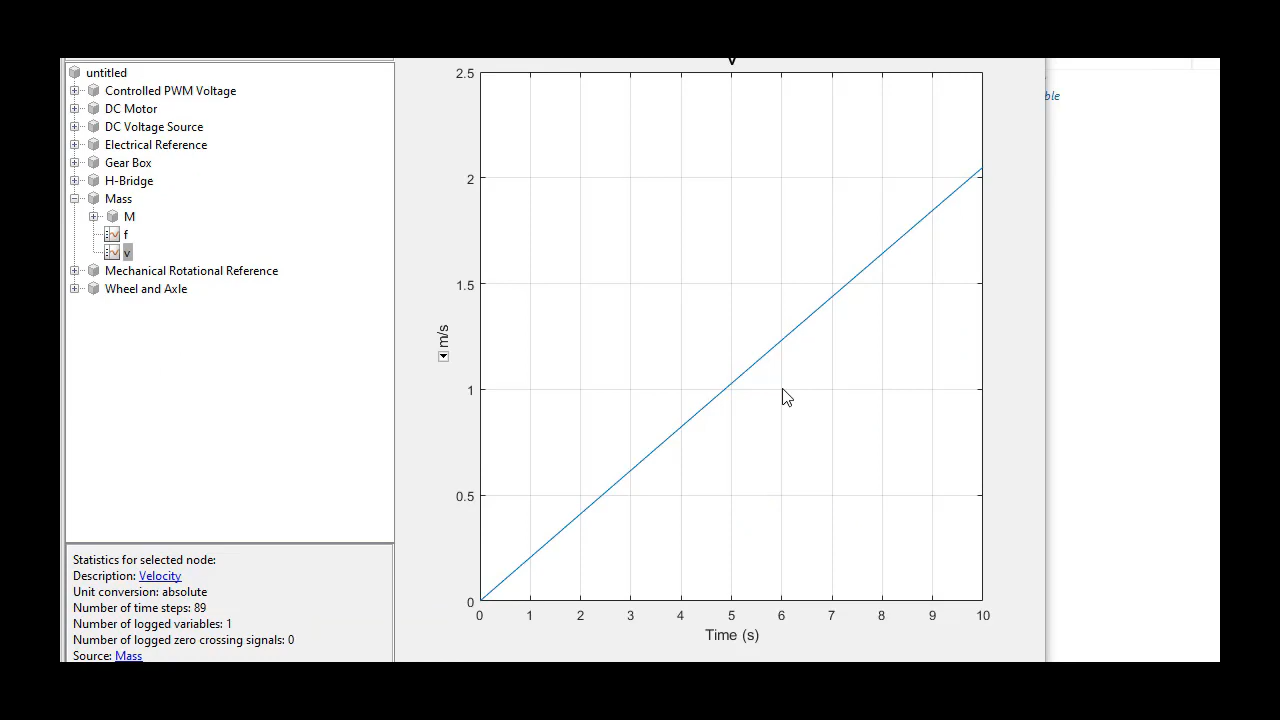 untitled
Controlled PWM Voltage
DC Motor
DC Voltage Source
Electrical Reference
Gear Box
H-Bridge
Mass
M
f
v
Mechanical Rotational Reference
Wheel and Axle
Statistics for selected node:
Description: Velocity
Unit conversion: absolute
Number of time steps: 89
Number of logged variables: 1
Number of logged zero crossing signals: 0
Source: Mass
v
2.5
2
1.5
1
0.5
0
m/s
0 1 2 3 4 5 6 7 8 9 10
Time (s)
ble